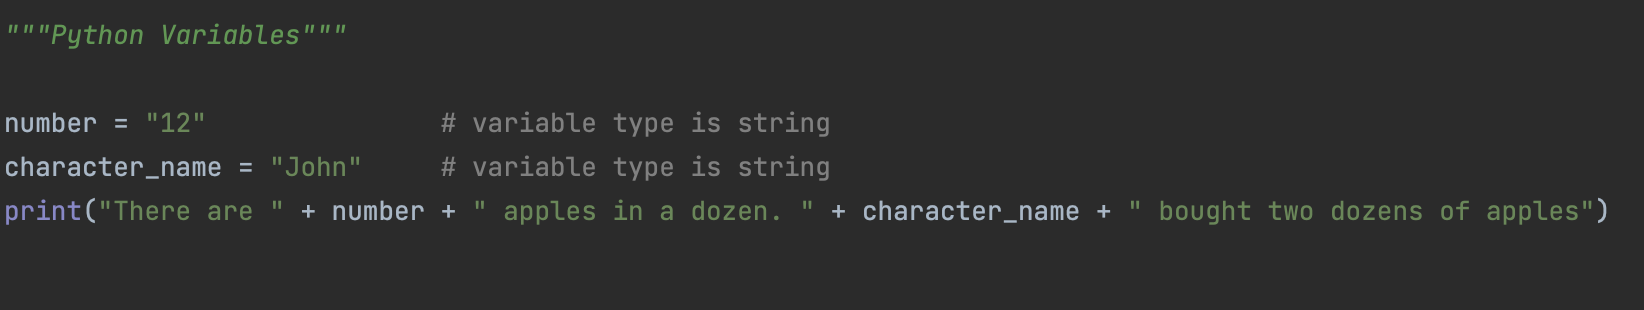 """Python Variables"""
number = "12"               # variable type is string
character_name = "John"     # variable type is string
print("There are " + number + " apples in a dozen. " + character_name + " bought two dozens of apples")